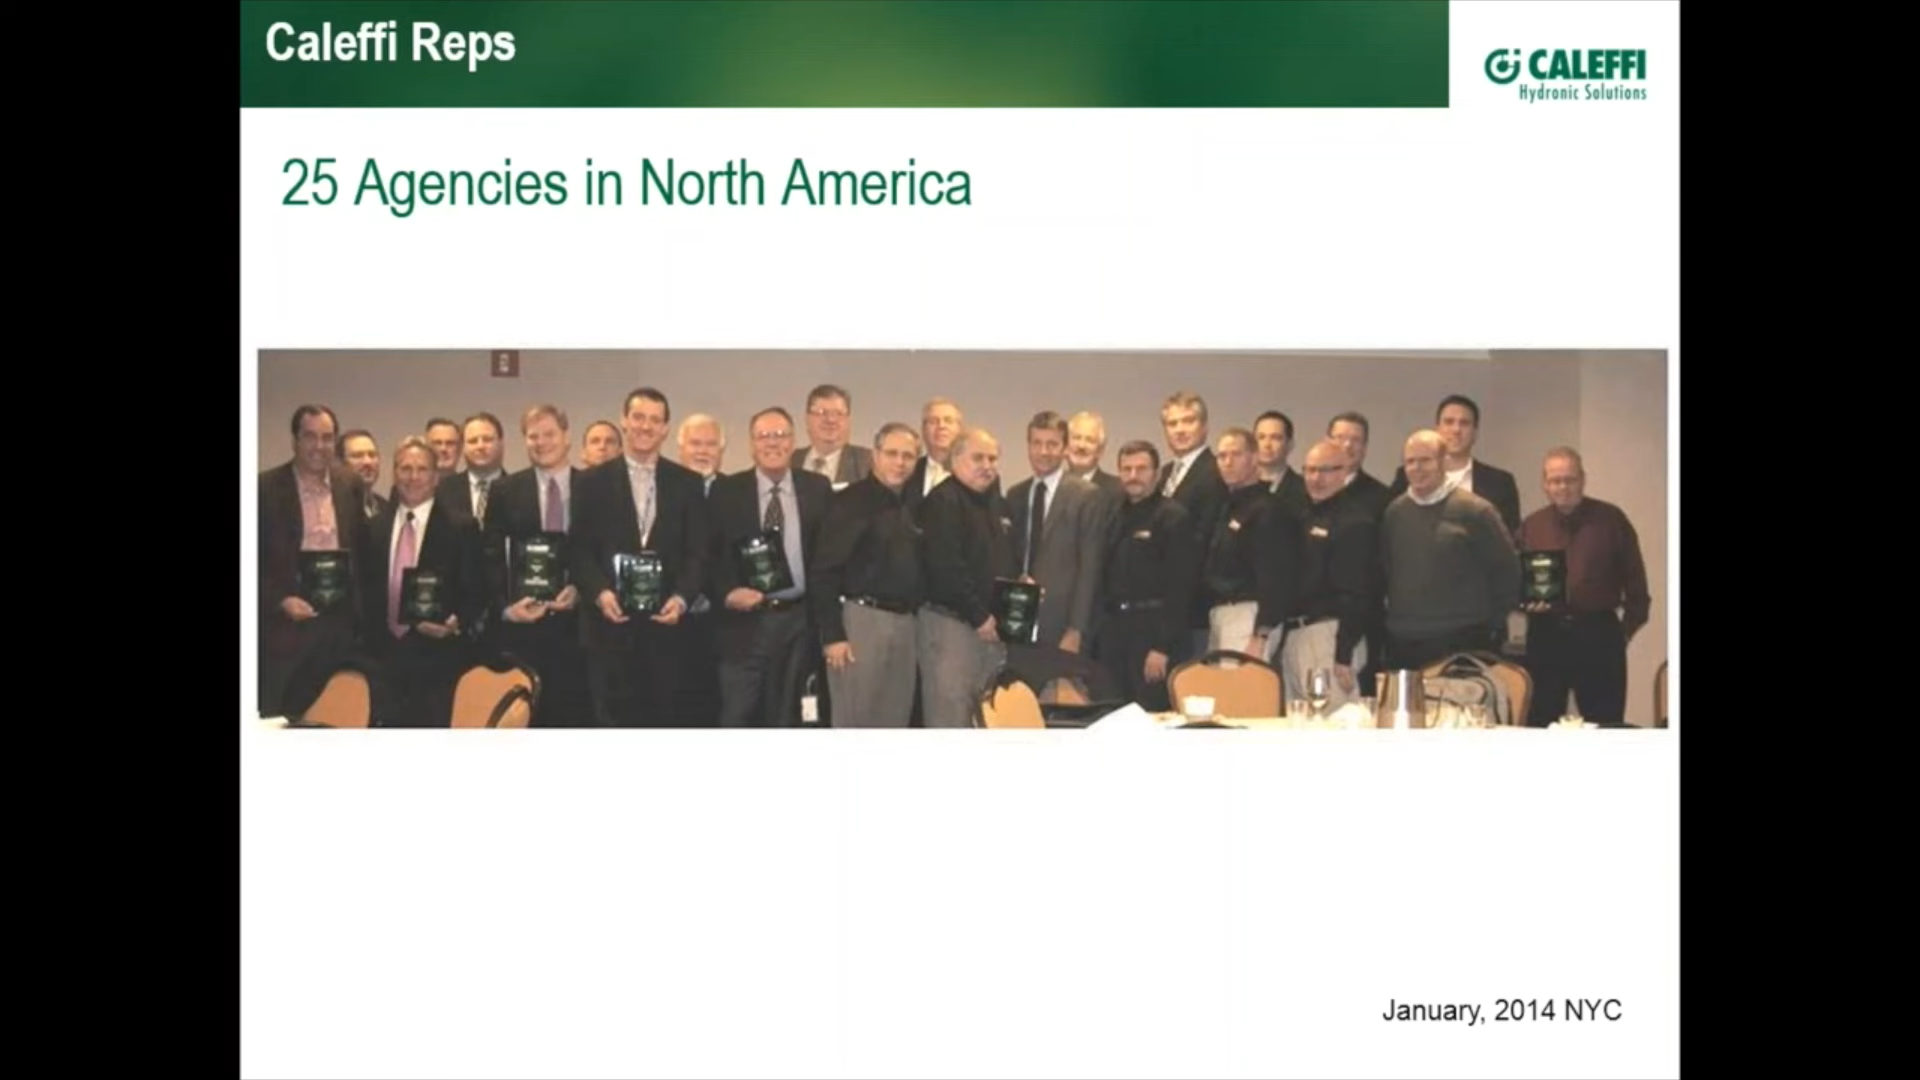 Caleffi Reps
CALEFFI
Hydronic Solutions
25 Agencies in North America
January, 2014 NYC